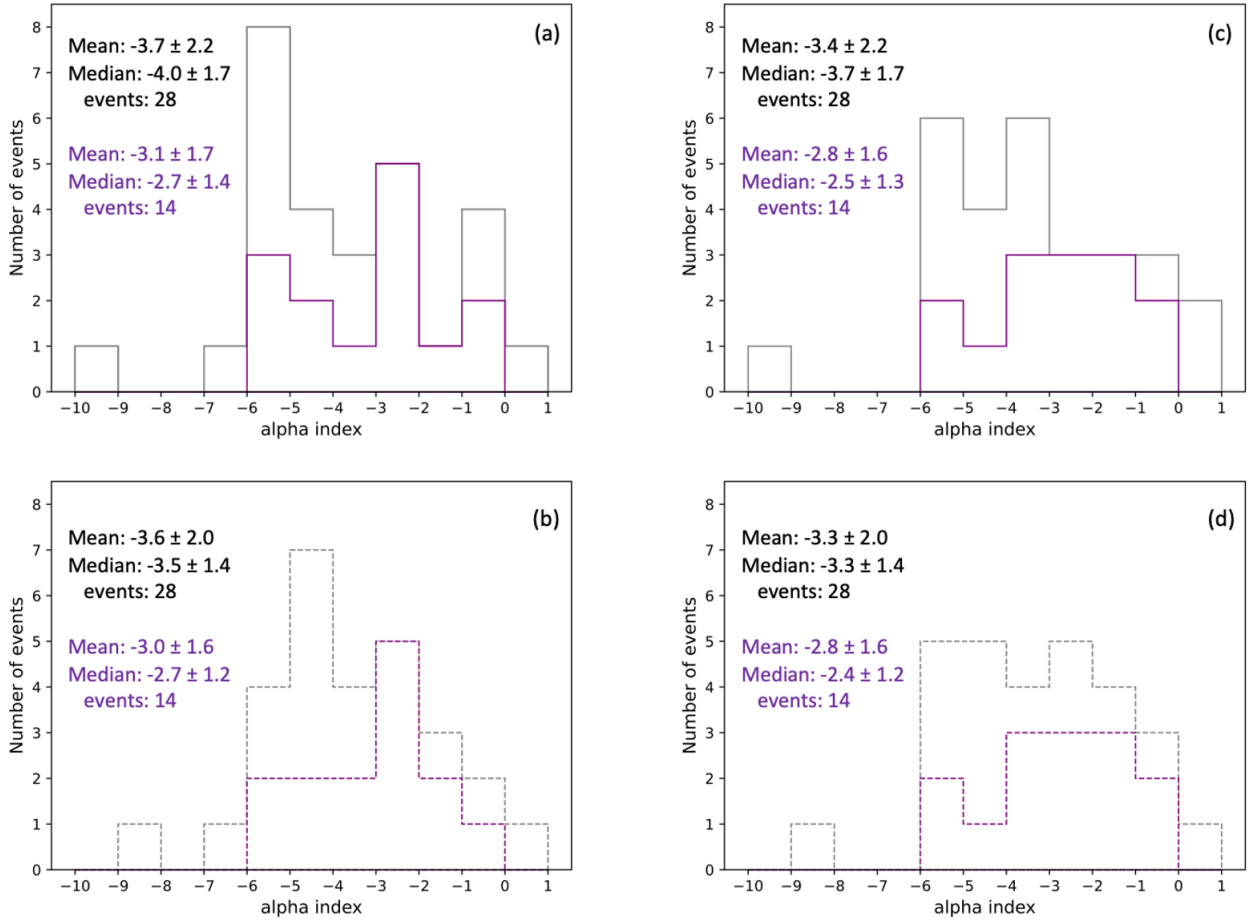 (a)
Mean: -3.7 ± 2.2
Median: -4.0 ± 1.7
events: 28
Mean: -3.1 ± 1.7
Median: -2.7 ± 1.4
events: 14
Number of events
8
7
6
5
4
3
2
1
0
−10 −9 −8 −7 −6 −5 −4 −3 −2 −1 0 1
alpha index
(c)
Mean: -3.4 ± 2.2
Median: -3.7 ± 1.7
events: 28
Mean: -2.8 ± 1.6
Median: -2.5 ± 1.3
events: 14
Number of events
8
7
6
5
4
3
2
1
0
−10 −9 −8 −7 −6 −5 −4 −3 −2 −1 0 1
alpha index
(b)
Mean: -3.6 ± 2.0
Median: -3.5 ± 1.4
events: 28
Mean: -3.0 ± 1.6
Median: -2.7 ± 1.2
events: 14
Number of events
8
7
6
5
4
3
2
1
0
−10 −9 −8 −7 −6 −5 −4 −3 −2 −1 0 1
alpha index
(d)
Mean: -3.3 ± 2.0
Median: -3.3 ± 1.4
events: 28
Mean: -2.8 ± 1.6
Median: -2.4 ± 1.2
events: 14
Number of events
8
7
6
5
4
3
2
1
0
−10 −9 −8 −7 −6 −5 −4 −3 −2 −1 0 1
alpha index